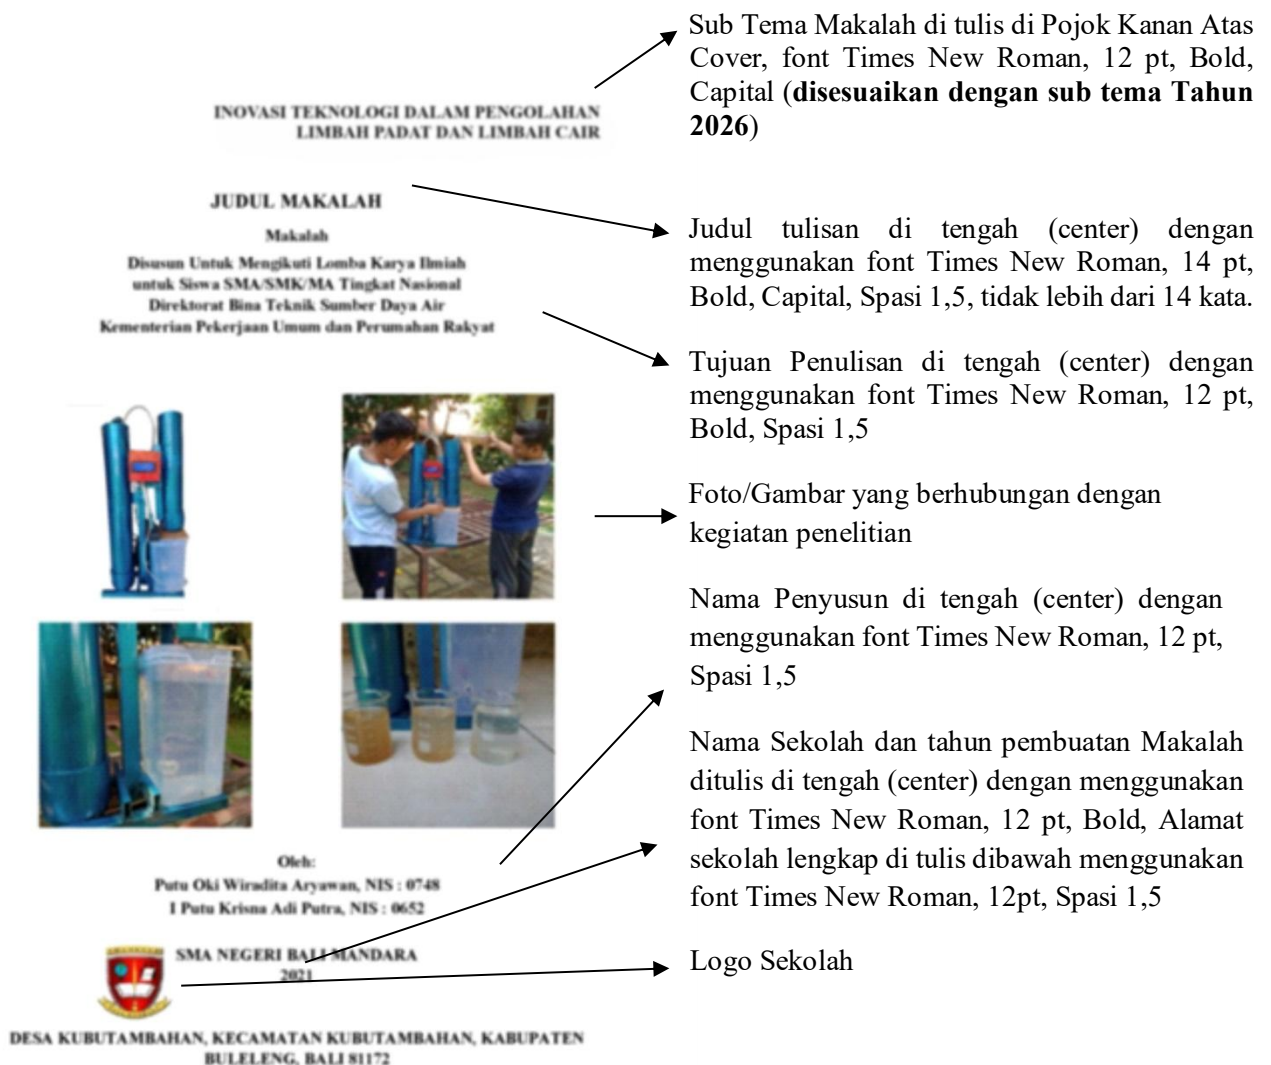 INOVASI TEKNOLOGI DALAM PENGOLAHAN
LIMBAH PADAT DAN LIMBAH CAIR
JUDUL MAKALAH
Makalah
Disusun Untuk Mengikuti Lomba Karya Ilmiah
untuk Siswa SMA/SMK/MA Tingkat Nasional
Direktorat Bina Teknik Sumber Daya Air
Kementerian Pekerjaan Umum dan Perumahan Rakyat
Oleh:
Putu Oki Wiradita Aryawan, NIS : 0748
I Putu Krisna Adi Putra, NIS : 0652
SMA NEGERI BALI MANDARA
2021
DESA KUBUTAMBAHAN, KECAMATAN KUBUTAMBAHAN, KABUPATEN
BULELENG, BALI 81172
Sub Tema Makalah di tulis di Pojok Kanan Atas
Cover, font Times New Roman, 12 pt, Bold,
Capital (disesuaikan dengan sub tema Tahun
2026)
Judul tulisan di tengah (center) dengan
menggunakan font Times New Roman, 14 pt,
Bold, Capital, Spasi 1,5, tidak lebih dari 14 kata.
Tujuan Penulisan di tengah (center) dengan
menggunakan font Times New Roman, 12 pt,
Bold, Spasi 1,5
Foto/Gambar yang berhubungan dengan
kegiatan penelitian
Nama Penyusun di tengah (center) dengan
menggunakan font Times New Roman, 12 pt,
Spasi 1,5
Nama Sekolah dan tahun pembuatan Makalah
ditulis di tengah (center) dengan menggunakan
font Times New Roman, 12 pt, Bold, Alamat
sekolah lengkap di tulis dibawah menggunakan
font Times New Roman, 12pt, Spasi 1,5
Logo Sekolah